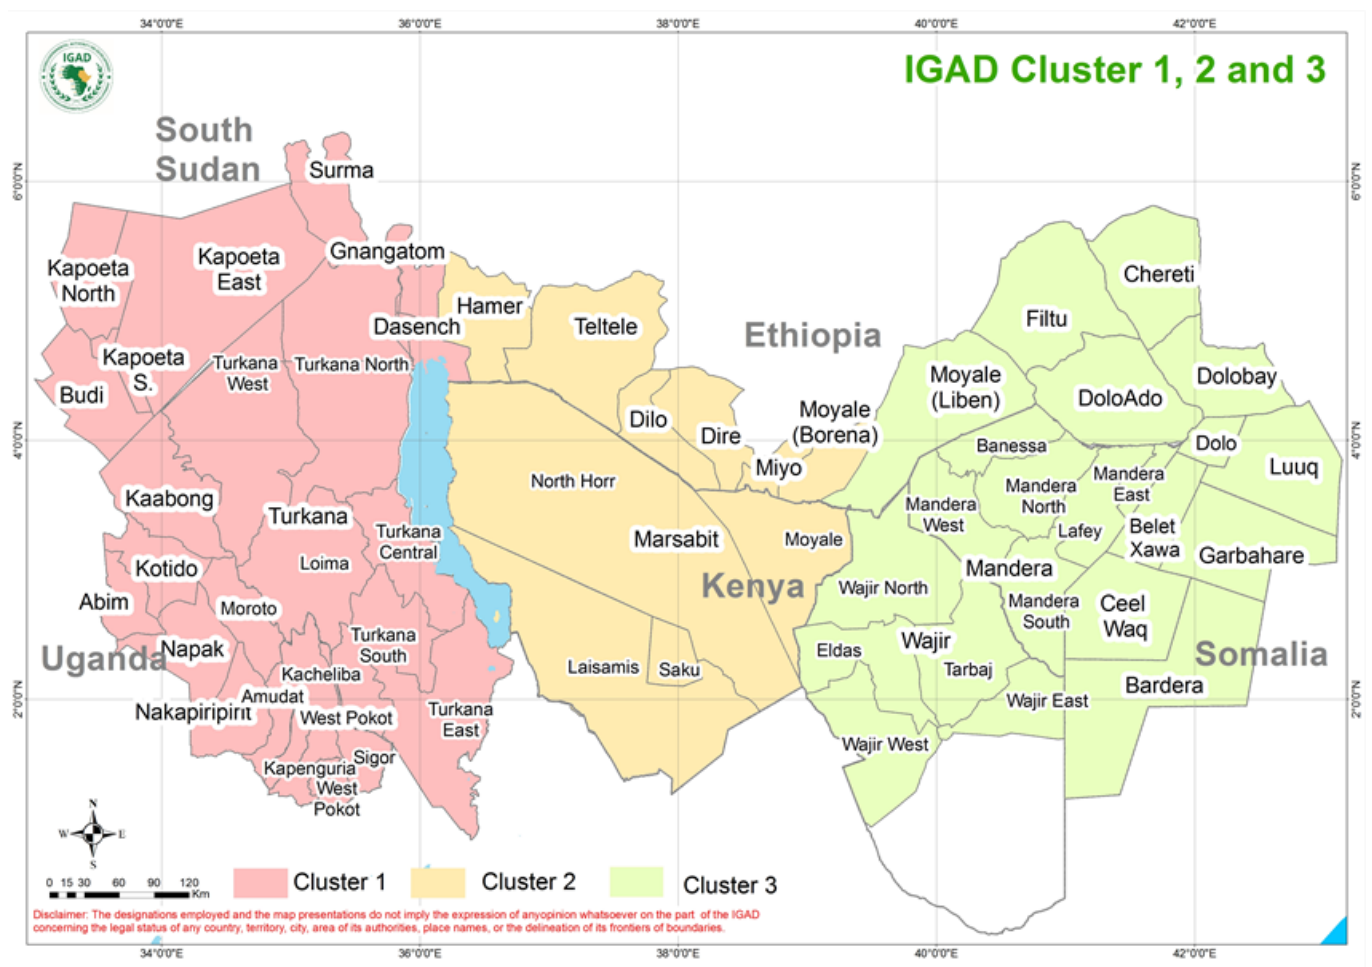 34°0'0"E
36°0'0"E
38°0'0"E
40°0'0"E
42°0'0"E
IGAD
IGAD Cluster 1, 2 and 3
South
Sudan
Surma
6°0'0"N
6°0'0"N
Kapoeta
North
Kapoeta
East
Gnangatom
Hamer
Dasench
Teltele
Ethiopia
Filtu
Chereti
Kapoeta
S.
Budi
Turkana
West
Turkana North
Dilo
Dire
Moyale
(Borena)
Miyo
Moyale
(Liben)
DoloAdo
Dolobay
4°0'0"N
4°0'0"N
Banessa
Dolo
Luuq
Kaabong
Turkana
Turkana
Central
Loima
North Horr
Marsabit
Moyale
Kenya
Mandera
West
Mandera
North
Mandera
East
Lafey
Belet
Xawa
Garbahare
Kotido
Abim
Moroto
Napak
Uganda
Wajir North
Mandera
Mandera
South
Ceel
Waq
Somalia
Turkana
South
Kacheliba
Amudat
Nakapiripirit
West Pokot
Turkana
East
Laisamis
Saku
Eldas
Wajir
Tarbaj
Wajir East
Bardera
2°0'0"N
2°0'0"N
Wajir West
Sigor
Kapenguria
West
Pokot
N
W
E
S
0 15 30 60 90 120
Km
Cluster 1
Cluster 2
Cluster 3
Disclaimer: The designations employed and the map presentations do not imply the expression of anyopinion whatsoever on the part of the IGAD
concerning the legal status of any country, territory, city, area of its authorities, place names, or the delineation of its frontiers of boundaries.
34°0'0"E
36°0'0"E
38°0'0"E
40°0'0"E
42°0'0"E